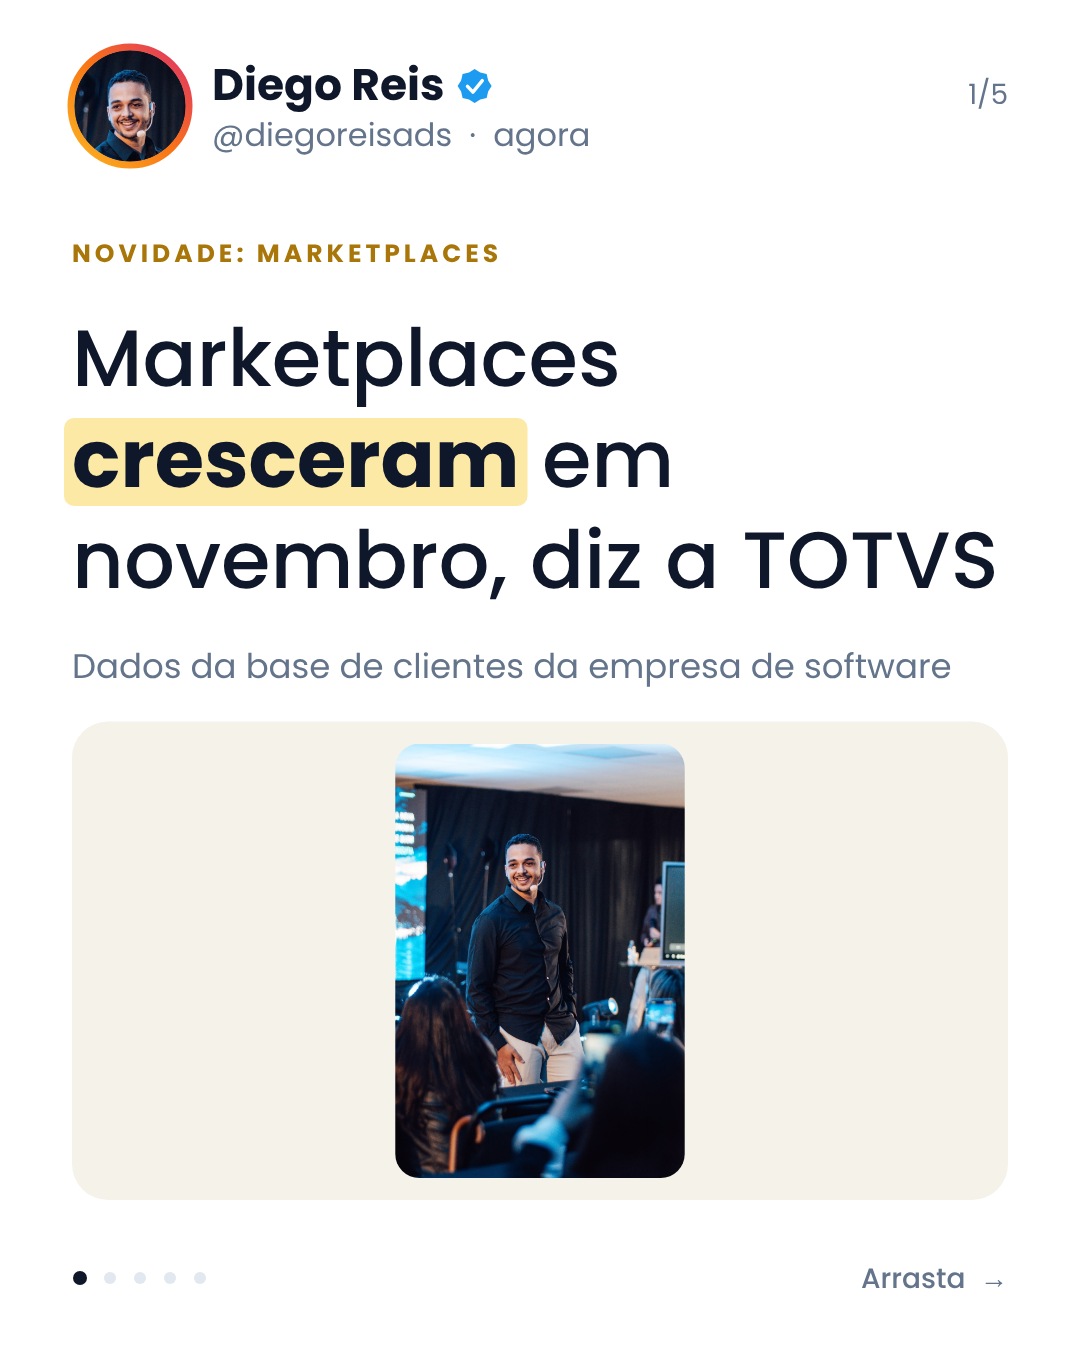 Diego Reis
@diegoreisads · agora
1/5
NOVIDADE: MARKETPLACES
Marketplaces
cresceram em
novembro, diz a TOTVS
Dados da base de clientes da empresa de software
Arrasta →